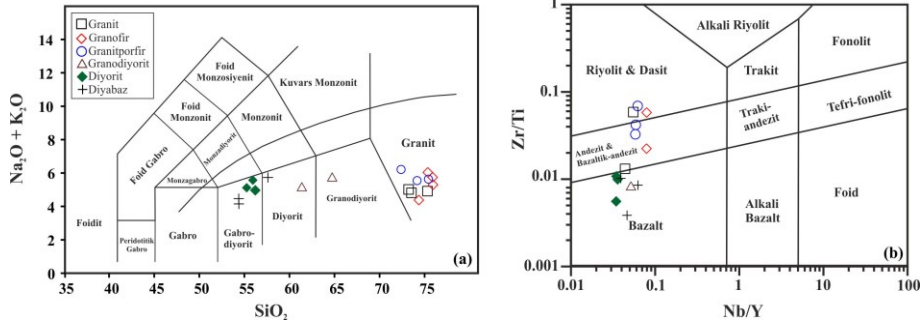 Granit
Granofir
Granitporfir
Granodiyorit
Diyorit
Diyabaz
Na2O + K2O
14
12
10
8
6
4
2
0
35 40 45 50 55 60 65 70 75 80
SiO2
Foid
Monzosiyenit
Foid
Monzonit
Foid Gabro
Monzodiyorit
Monzonit
Kuvars Monzonit
Monzogabro
Granit
Foidit
Peridotitik
Gabro
Gabro
Gabro-
diyorit
Diyorit
Granodiyorit
(a)
Zr/Ti
1
0.10
0.010
0.001
0.01 0.1 1 10 100
Nb/Y
Alkali Riyolit
Fonolit
Riyolit & Dasit
Trakit
Tefri-fonolit
Traki-
andezit
Andezit &
Bazaltik-andezit
Bazalt
Alkali
Bazalt
Foid
(b)